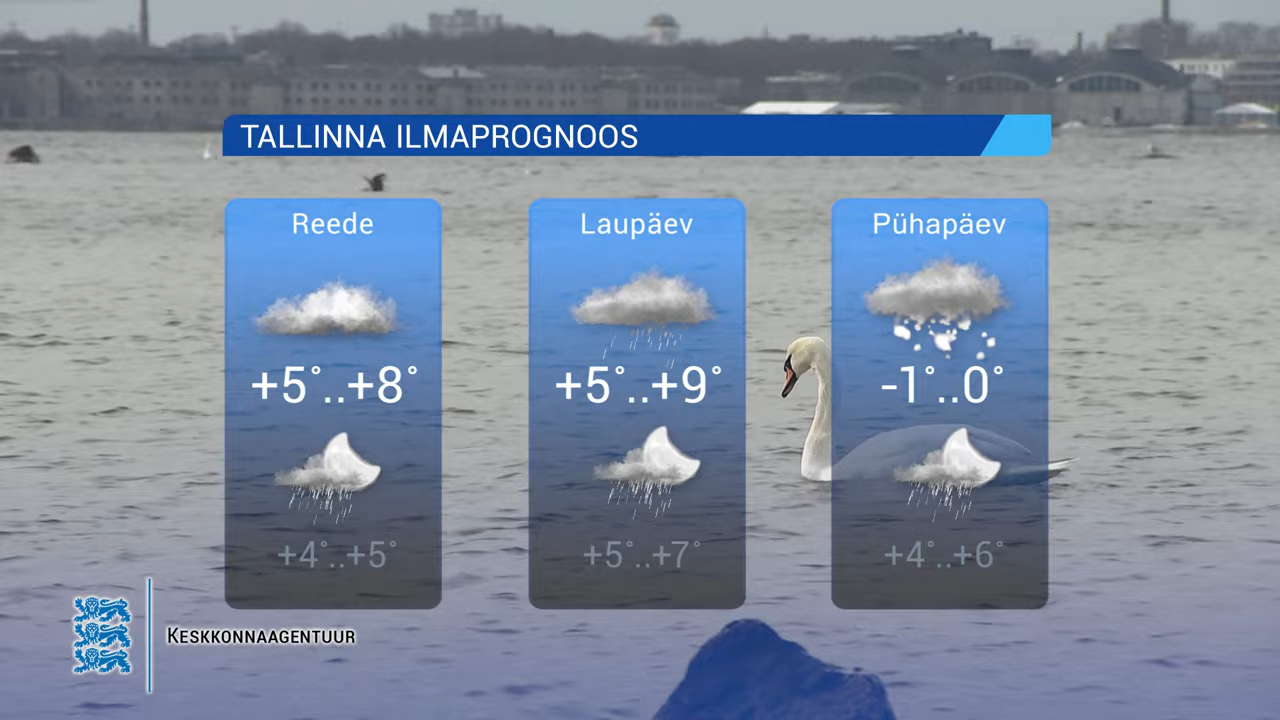 TALLINNA ILMAPROGNOOS
Reede
+5°..+8°
+4°..+5°
Laupäev
+5°..+9°
+5°..+7°
Pühapäev
-1°..0°
+4°..+6°
KESKKONNAAGENTUUR